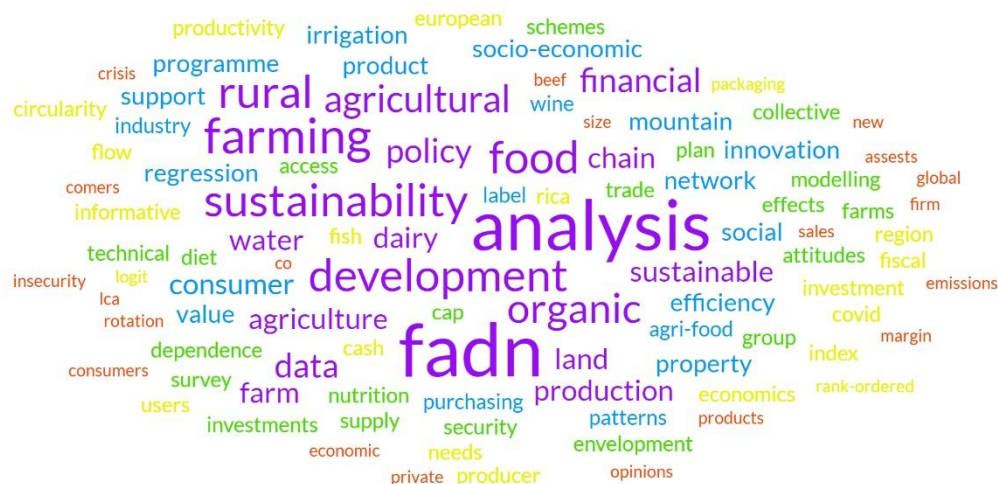 european
productivity irrigation schemes
socio-economic
crisis programme product
rural agricultural beef financial packaging
circularity support wine collective
industry farming size mountain new
flow policy food chain plan innovation assests
regression access
comers sustainability label rica trade network modelling global
informative analysis effects farms firm
water fish dairy social sales region
technical diet attitudes fiscal
insecurity logit co development sustainable emissions
consumer investment
lca value organic efficiency covid
rotation agriculture cap agri-food group margin
dependence fadn
consumers data cash land property index
survey farm nutrition production economics rank-ordered
users purchasing patterns products
investments supply security envelopment
economic needs
private producer opinions